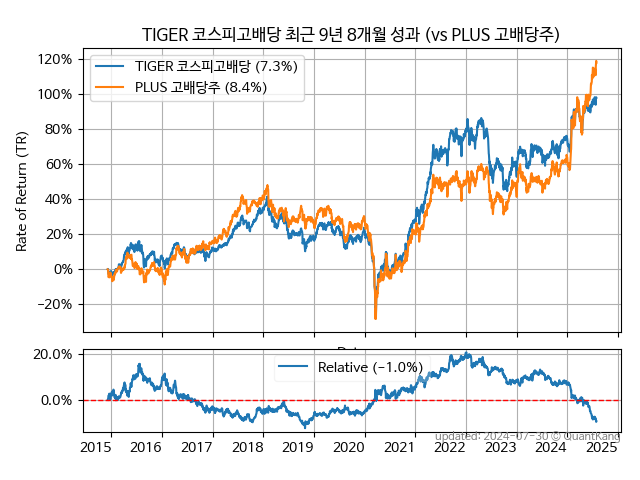 TIGER 코스피고배당 최근 9년 8개월 성과 (vs PLUS 고배당주)
Rate of Return (TR)
120%
100%
80%
60%
40%
20%
0%
−20%
TIGER 코스피고배당 (7.3%)
PLUS 고배당주 (8.4%)
20.0%
0.0%
Relative (−1.0%)
updated: 2024-07-30 © QuantKang
2015 2016 2017 2018 2019 2020 2021 2022 2023 2024 2025